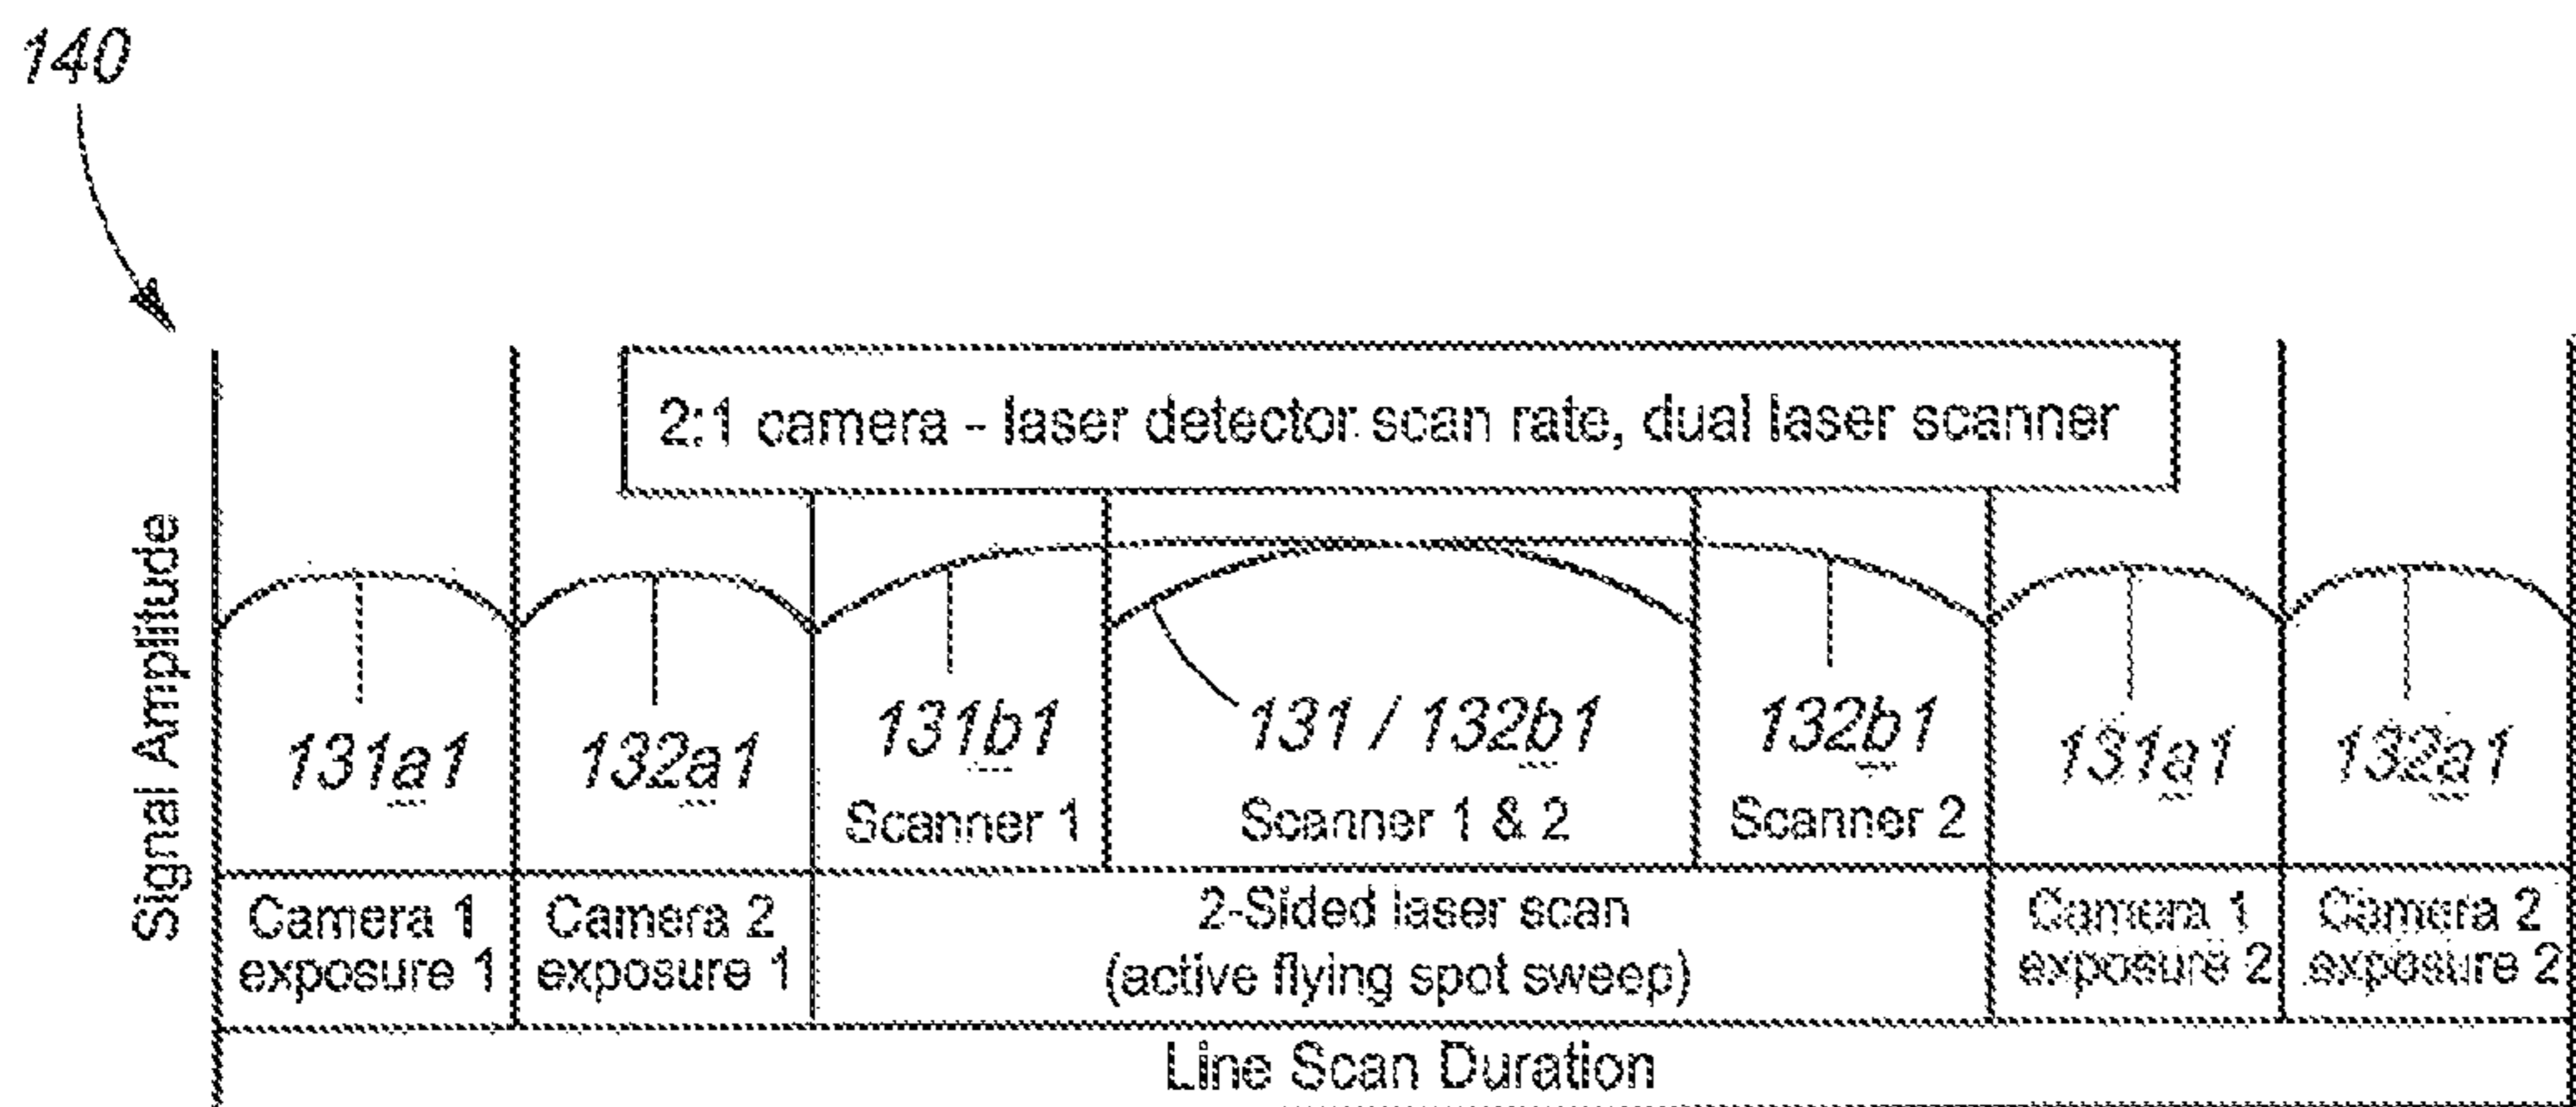 140
2:1 camera - laser detector scan rate, dual laser scanner
Signal Amplitude
131a1
132a1
131b1
131 / 132b1
132b1
131a1
132a1
Scanner 1
Scanner 1 & 2
Scanner 2
Camera 1
exposure 1
Camera 2
exposure 1
2-Sided laser scan
(active flying spot sweep)
Camera 1
exposure 2
Camera 2
exposure 2
Line Scan Duration